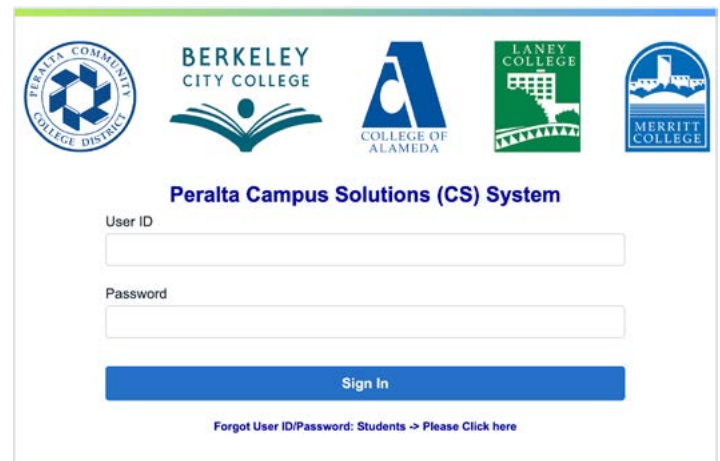 PERALTA COMMUNITY COLLEGE DISTRICT
BERKELEY
CITY COLLEGE
COLLEGE OF
ALAMEDA
LANEY
COLLEGE
MERRITT
COLLEGE
Peralta Campus Solutions (CS) System
User ID
Password
Sign In
Forgot User ID/Password: Students -> Please Click here